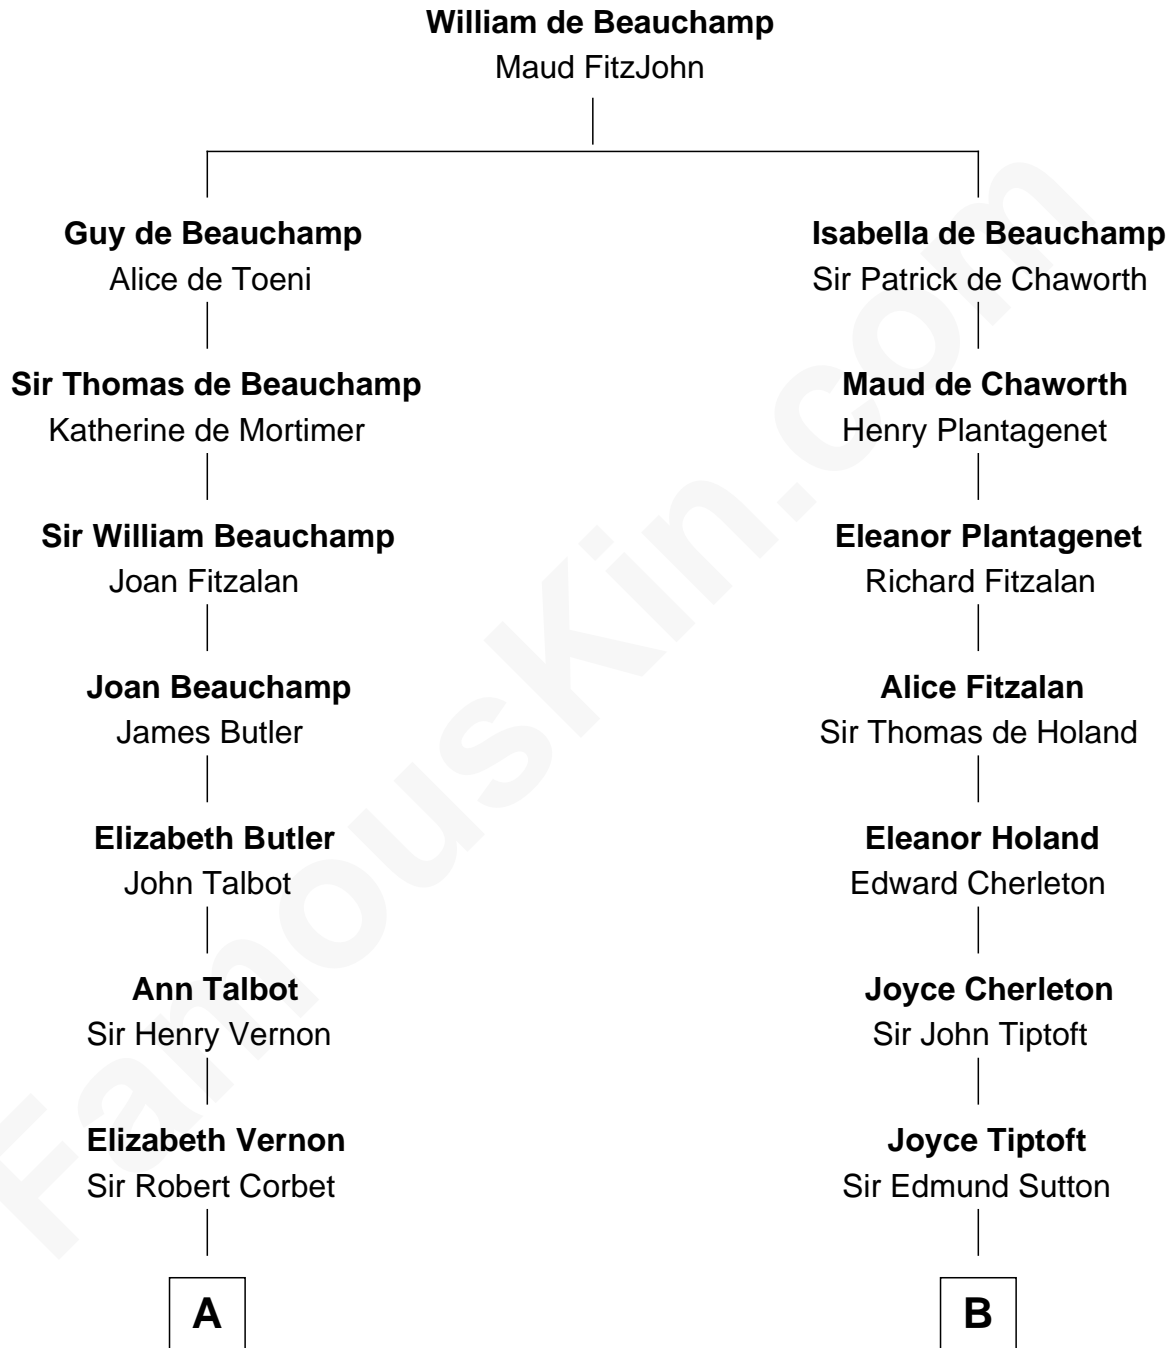 William de Beauchamp
Maud FitzJohn
Guy de Beauchamp
Alice de Toeni
Isabella de Beauchamp
Sir Patrick de Chaworth
Sir Thomas de Beauchamp
Katherine de Mortimer
Maud de Chaworth
Henry Plantagenet
Sir William Beauchamp
Joan Fitzalan
Eleanor Plantagenet
Richard Fitzalan
Joan Beauchamp
James Butler
Alice Fitzalan
Sir Thomas de Holand
Elizabeth Butler
John Talbot
Eleanor Holand
Edward Cherleton
Ann Talbot
Sir Henry Vernon
Joyce Cherleton
Sir John Tiptoft
Elizabeth Vernon
Sir Robert Corbet
Joyce Tiptoft
Sir Edmund Sutton
A
B
FamousKin.com